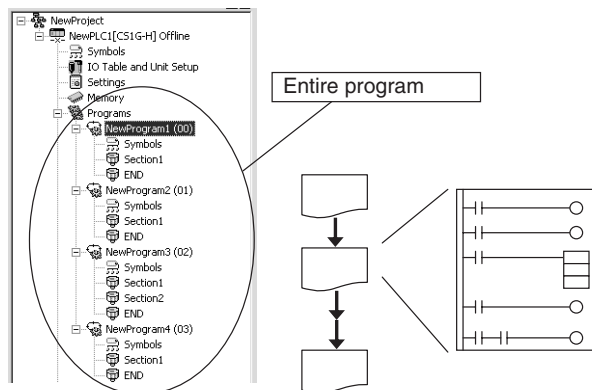 NewProject
NewPLC1[CS1G-H] Offline
Symbols
IO Table and Unit Setup
Settings
Memory
Programs
NewProgram1 (00)
Symbols
Section1
END
NewProgram2 (01)
Symbols
Section1
END
NewProgram3 (02)
Symbols
Section1
Section2
END
NewProgram4 (03)
Symbols
Section1
END
Entire program